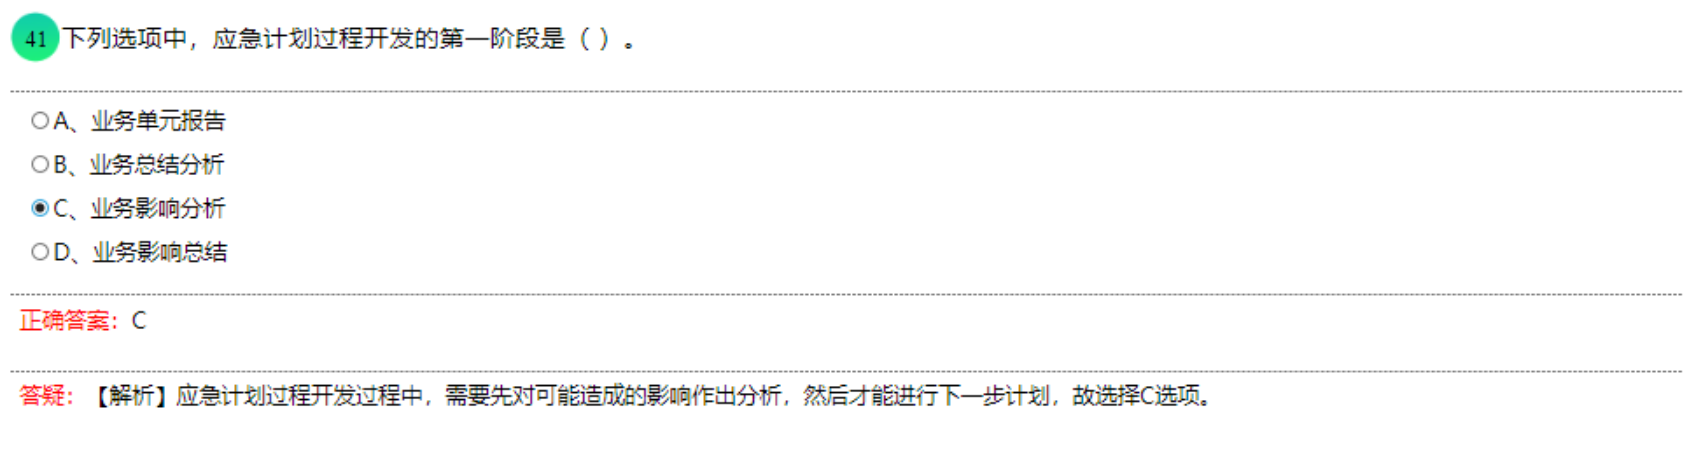 41 下列选项中，应急计划过程开发的第一阶段是（ ）。
A、业务单元报告
B、业务总结分析
C、业务影响分析
D、业务影响总结
正确答案：C
答疑：【解析】应急计划过程开发过程中，需要先对可能造成的影响作出分析，然后才能进行下一步计划，故选择C选项。